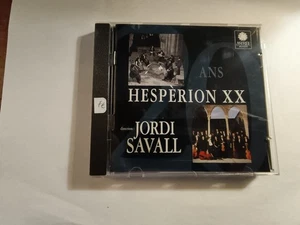 ANS
HESPÈRION XX
JORDI
SAVALL